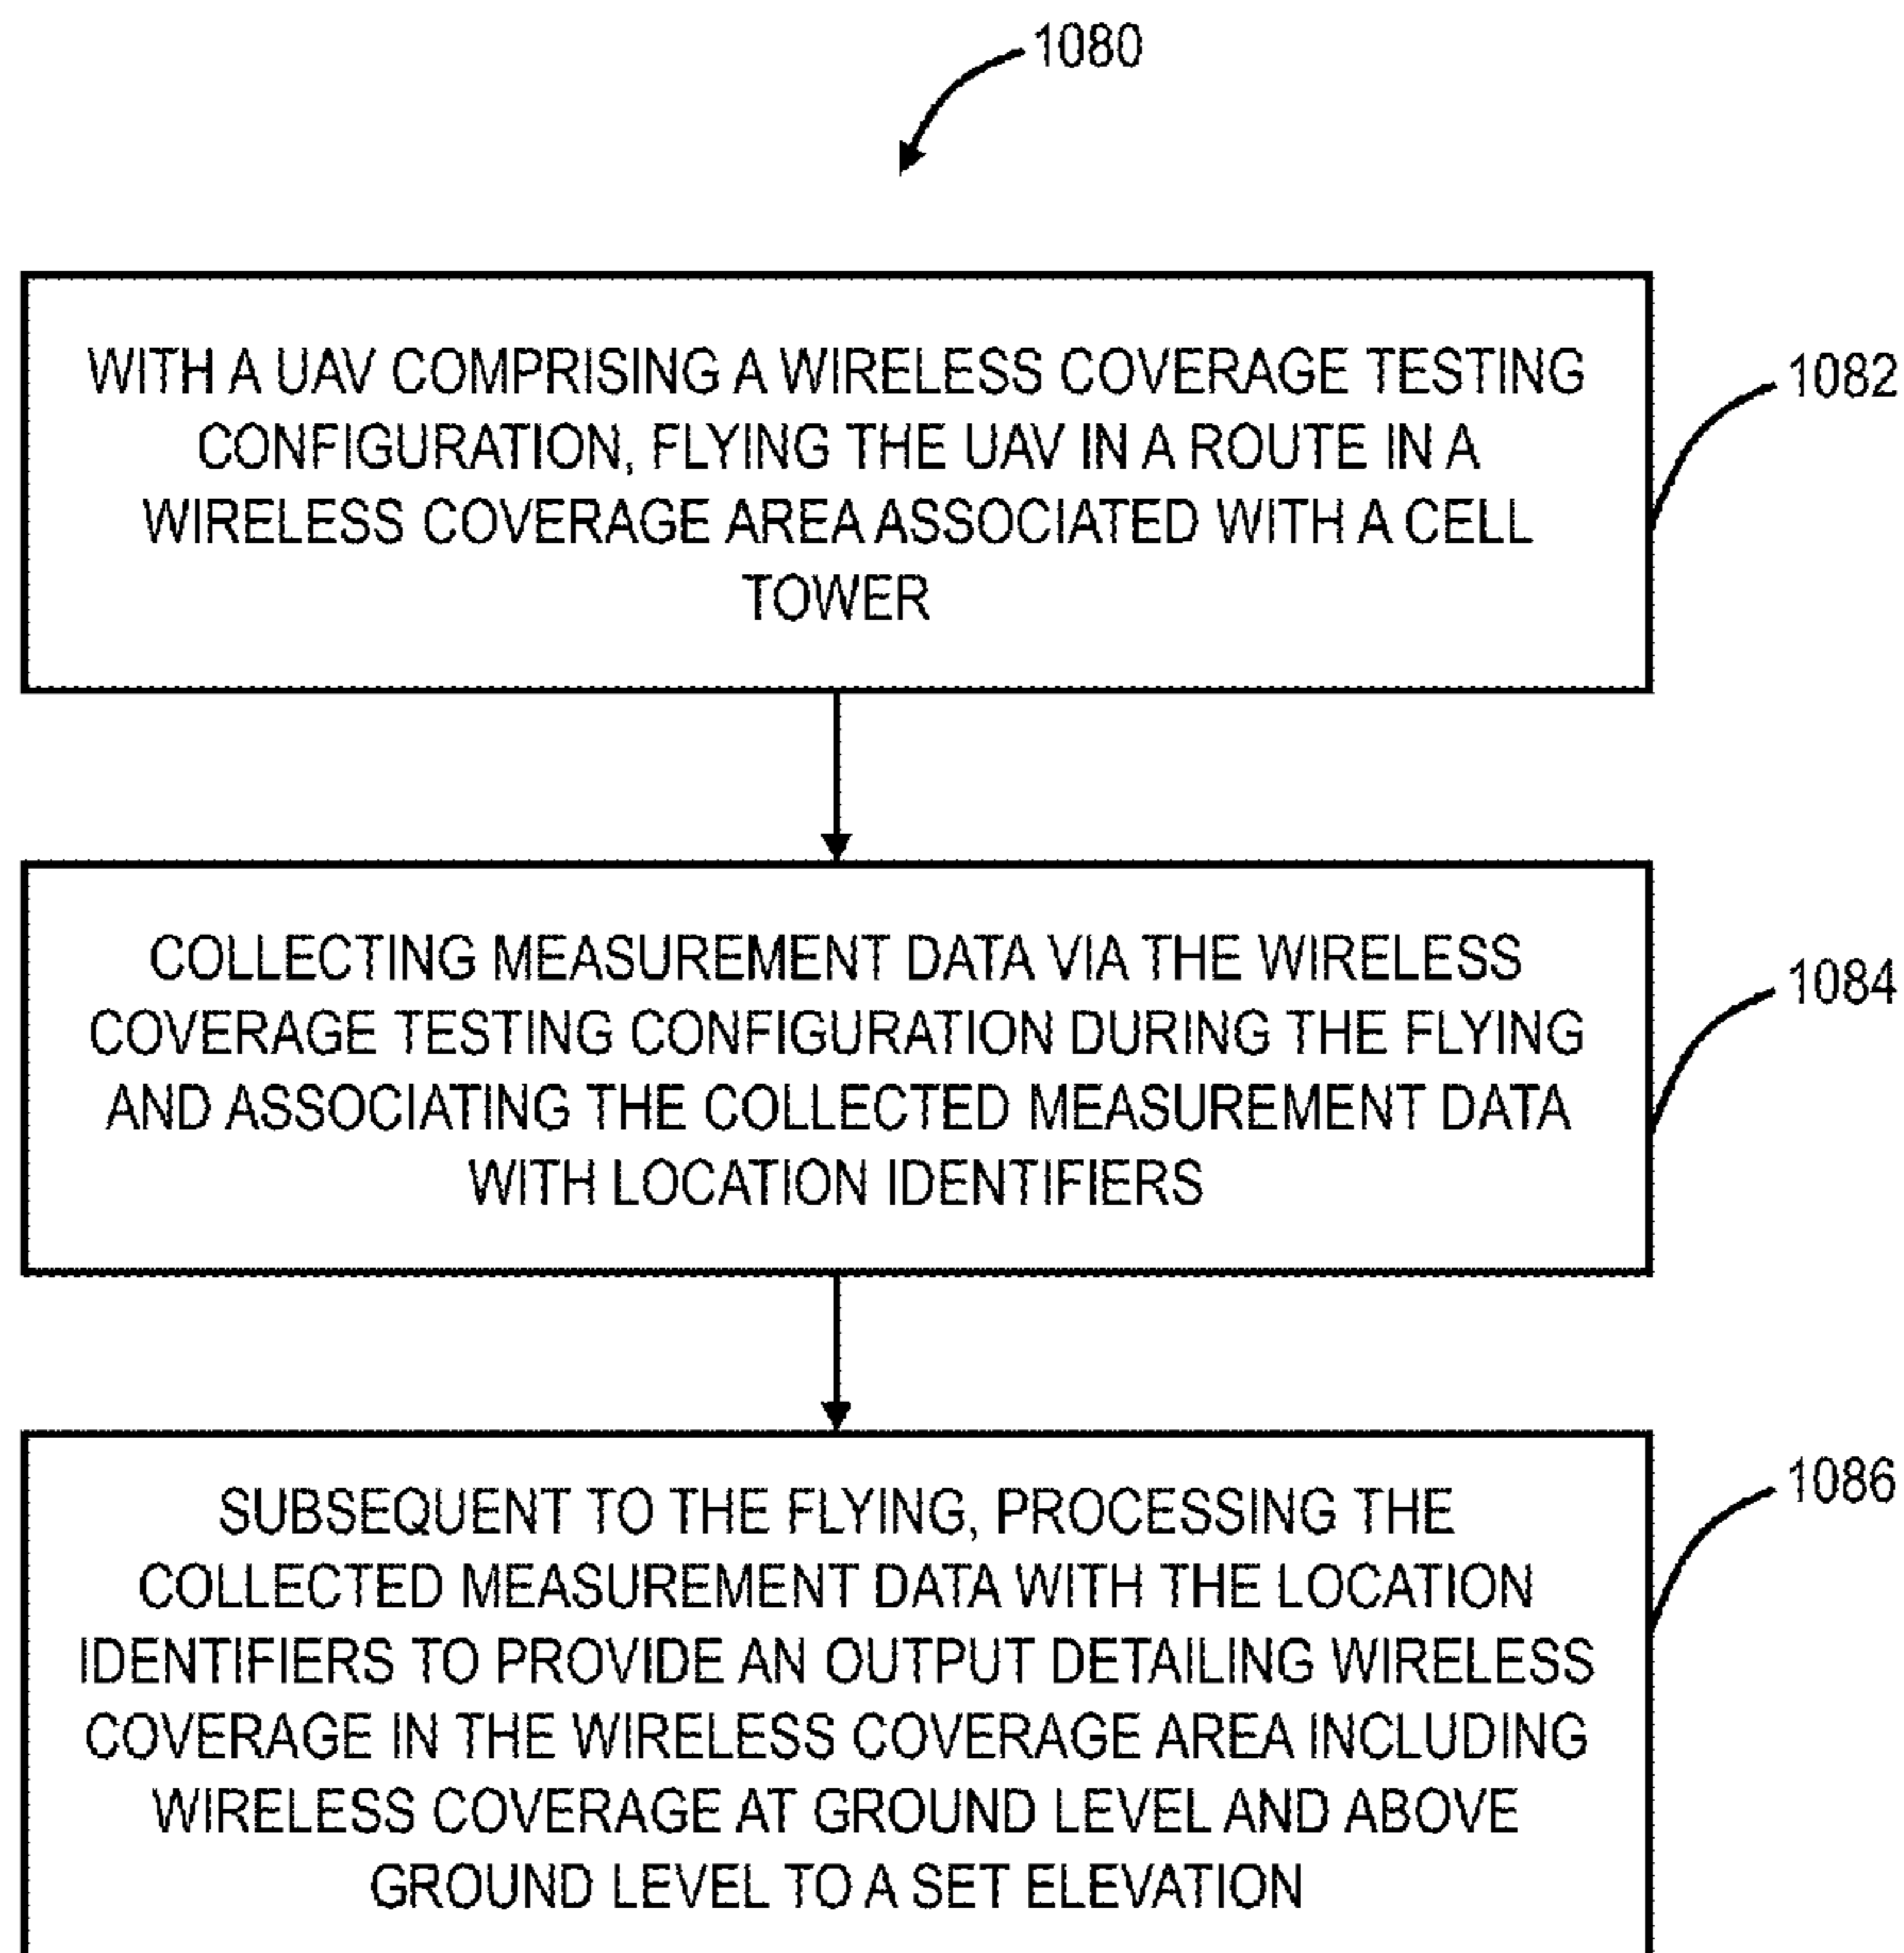 1080
WITH A UAV COMPRISING A WIRELESS COVERAGE TESTING
CONFIGURATION, FLYING THE UAV IN A ROUTE IN A
WIRELESS COVERAGE AREA ASSOCIATED WITH A CELL
TOWER
1082
COLLECTING MEASUREMENT DATA VIA THE WIRELESS
COVERAGE TESTING CONFIGURATION DURING THE FLYING
AND ASSOCIATING THE COLLECTED MEASUREMENT DATA
WITH LOCATION IDENTIFIERS
1084
SUBSEQUENT TO THE FLYING, PROCESSING THE
COLLECTED MEASUREMENT DATA WITH THE LOCATION
IDENTIFIERS TO PROVIDE AN OUTPUT DETAILING WIRELESS
COVERAGE IN THE WIRELESS COVERAGE AREA INCLUDING
WIRELESS COVERAGE AT GROUND LEVEL AND ABOVE
GROUND LEVEL TO A SET ELEVATION
1086